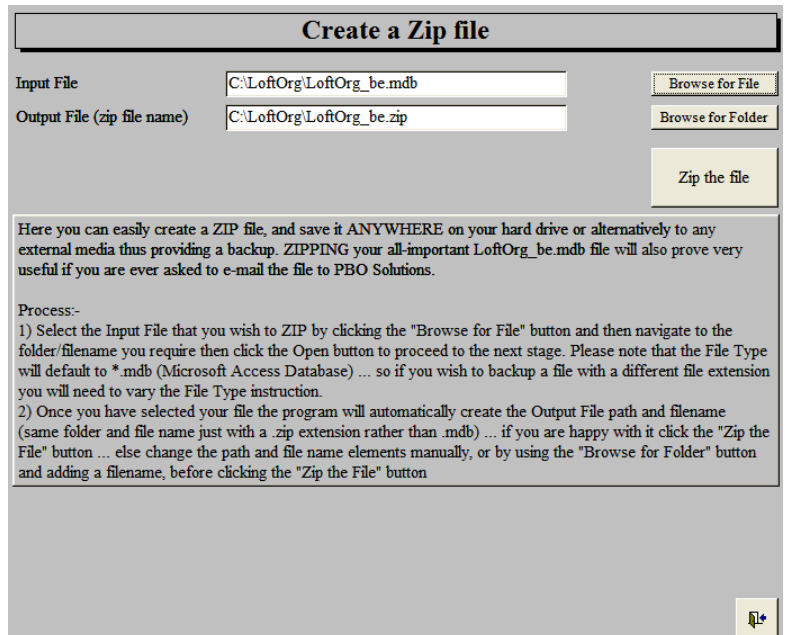 Create a Zip file
Input File
C:\LoftOrg\LoftOrg_be.mdb
Browse for File
Output File (zip file name)
C:\LoftOrg\LoftOrg_be.zip
Browse for Folder
Zip the file
Here you can easily create a ZIP file, and save it ANYWHERE on your hard drive or alternatively to any
external media thus providing a backup. ZIPPING your all-important LoftOrg_be.mdb file will also prove very
useful if you are ever asked to e-mail the file to PBO Solutions.
Process:-
1) Select the Input File that you wish to ZIP by clicking the "Browse for File" button and then navigate to the
folder/filename you require then click the Open button to proceed to the next stage. Please note that the File Type
will default to *.mdb (Microsoft Access Database) ... so if you wish to backup a file with a different file extension
you will need to vary the File Type instruction.
2) Once you have selected your file the program will automatically create the Output File path and filename
(same folder and file name just with a .zip extension rather than .mdb) ... if you are happy with it click the "Zip the
File" button ... else change the path and file name elements manually, or by using the "Browse for Folder" button
and adding a filename, before clicking the "Zip the File" button